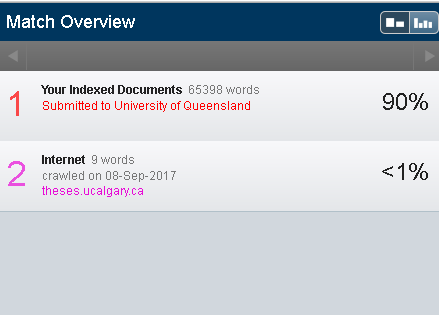 Match Overview
1
Your Indexed Documents 65398 words
Submitted to University of Queensland
90%
2
Internet 9 words
crawled on 08-Sep-2017
theses.ucalgary.ca
<1%